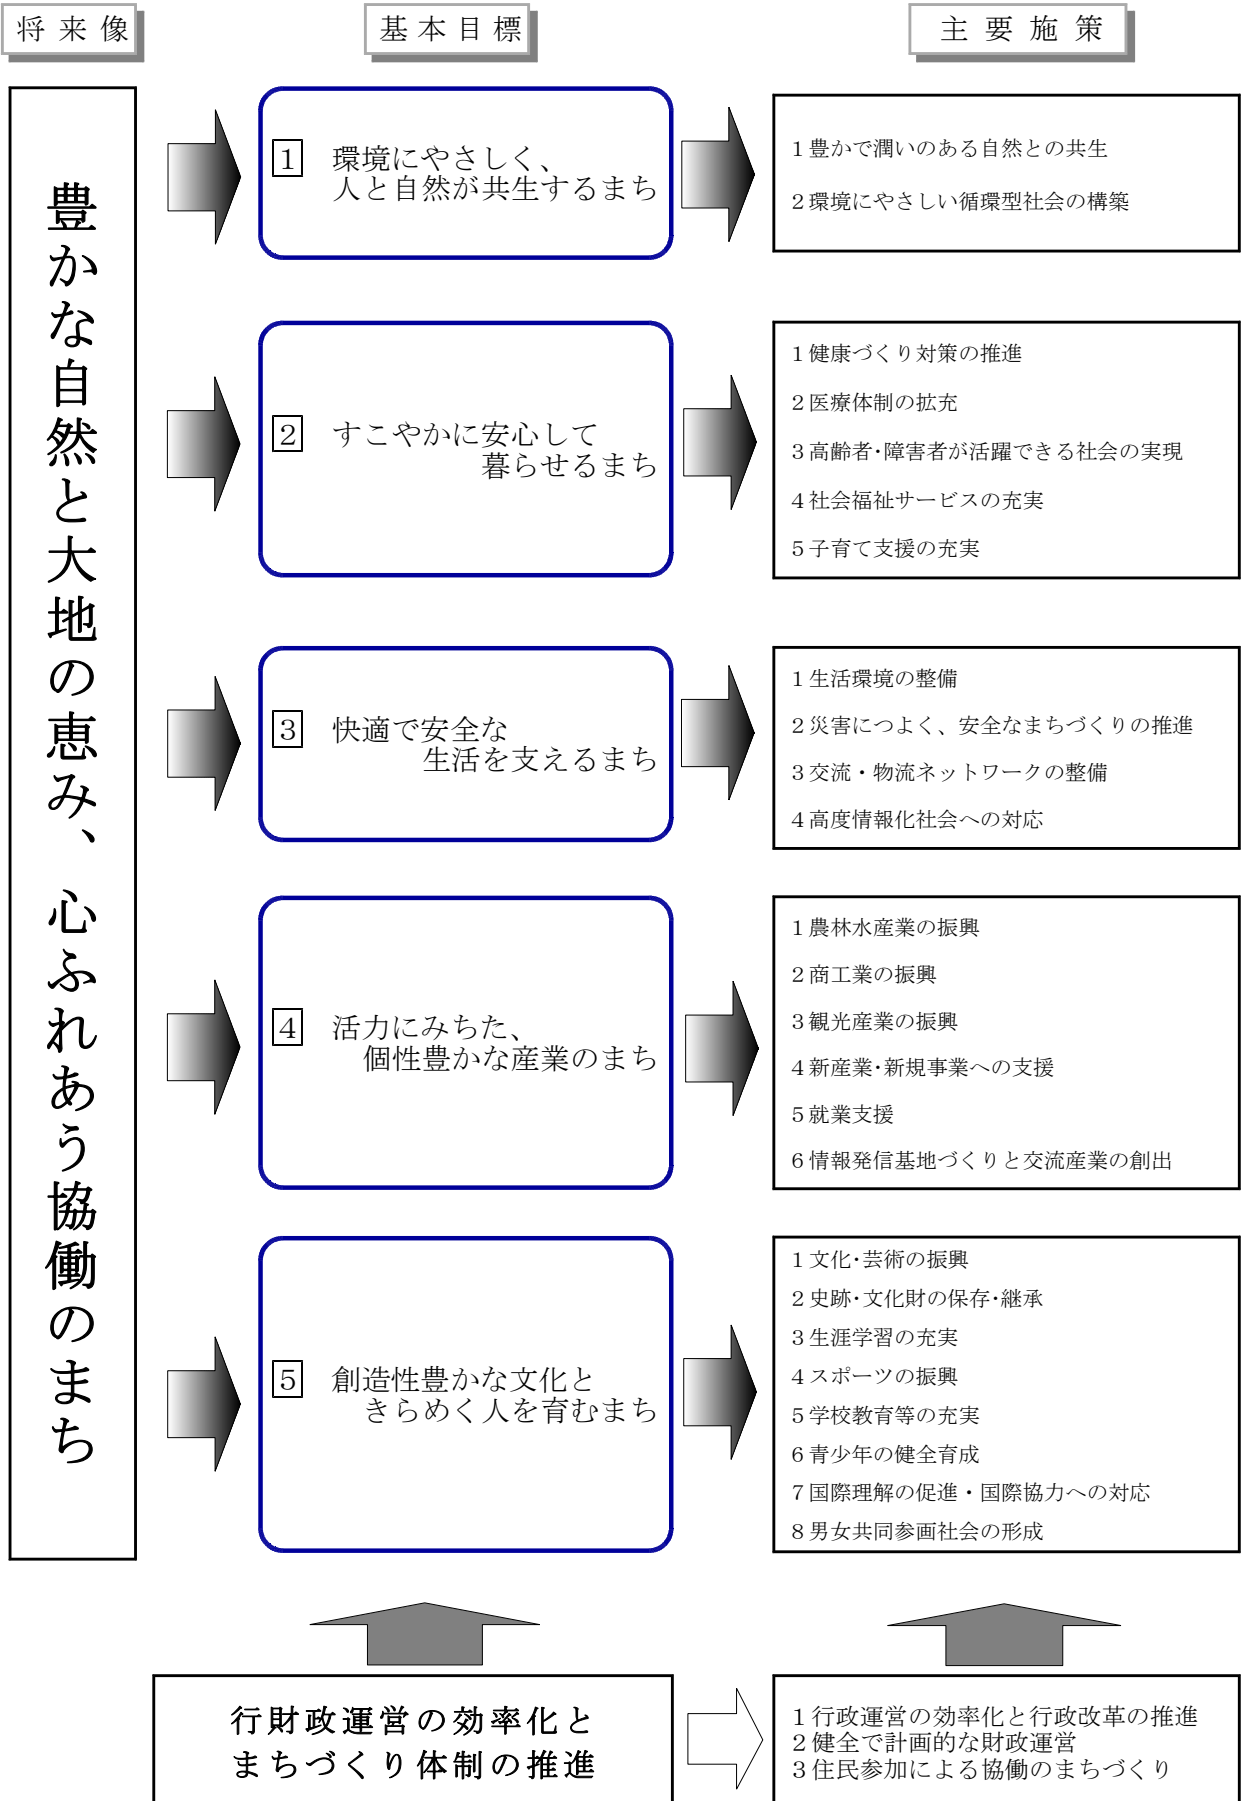 将来像
基本目標
主要施策
豊かな自然と大地の恵み、心ふれあう協働のまち
1 環境にやさしく、
人と自然が共生するまち
1 豊かで潤いのある自然との共生
2 環境にやさしい循環型社会の構築
2 すこやかに安心して
暮らせるまち
1 健康づくり対策の推進
2 医療体制の拡充
3 高齢者・障害者が活躍できる社会の実現
4 社会福祉サービスの充実
5 子育て支援の充実
3 快適で安全な
生活を支えるまち
1 生活環境の整備
2 災害につよく、安全なまちづくりの推進
3 交流・物流ネットワークの整備
4 高度情報化社会への対応
4 活力にみちた、
個性豊かな産業のまち
1 農林水産業の振興
2 商工業の振興
3 観光産業の振興
4 新産業・新規事業への支援
5 就業支援
6 情報発信基地づくりと交流産業の創出
5 創造性豊かな文化と
きらめく人を育むまち
1 文化・芸術の振興
2 史跡・文化財の保存・継承
3 生涯学習の充実
4 スポーツの振興
5 学校教育等の充実
6 青少年の健全育成
7 国際理解の促進・国際協力への対応
8 男女共同参画社会の形成
行財政運営の効率化と
まちづくり体制の推進
1 行政運営の効率化と行政改革の推進
2 健全で計画的な財政運営
3 住民参加による協働のまちづくり